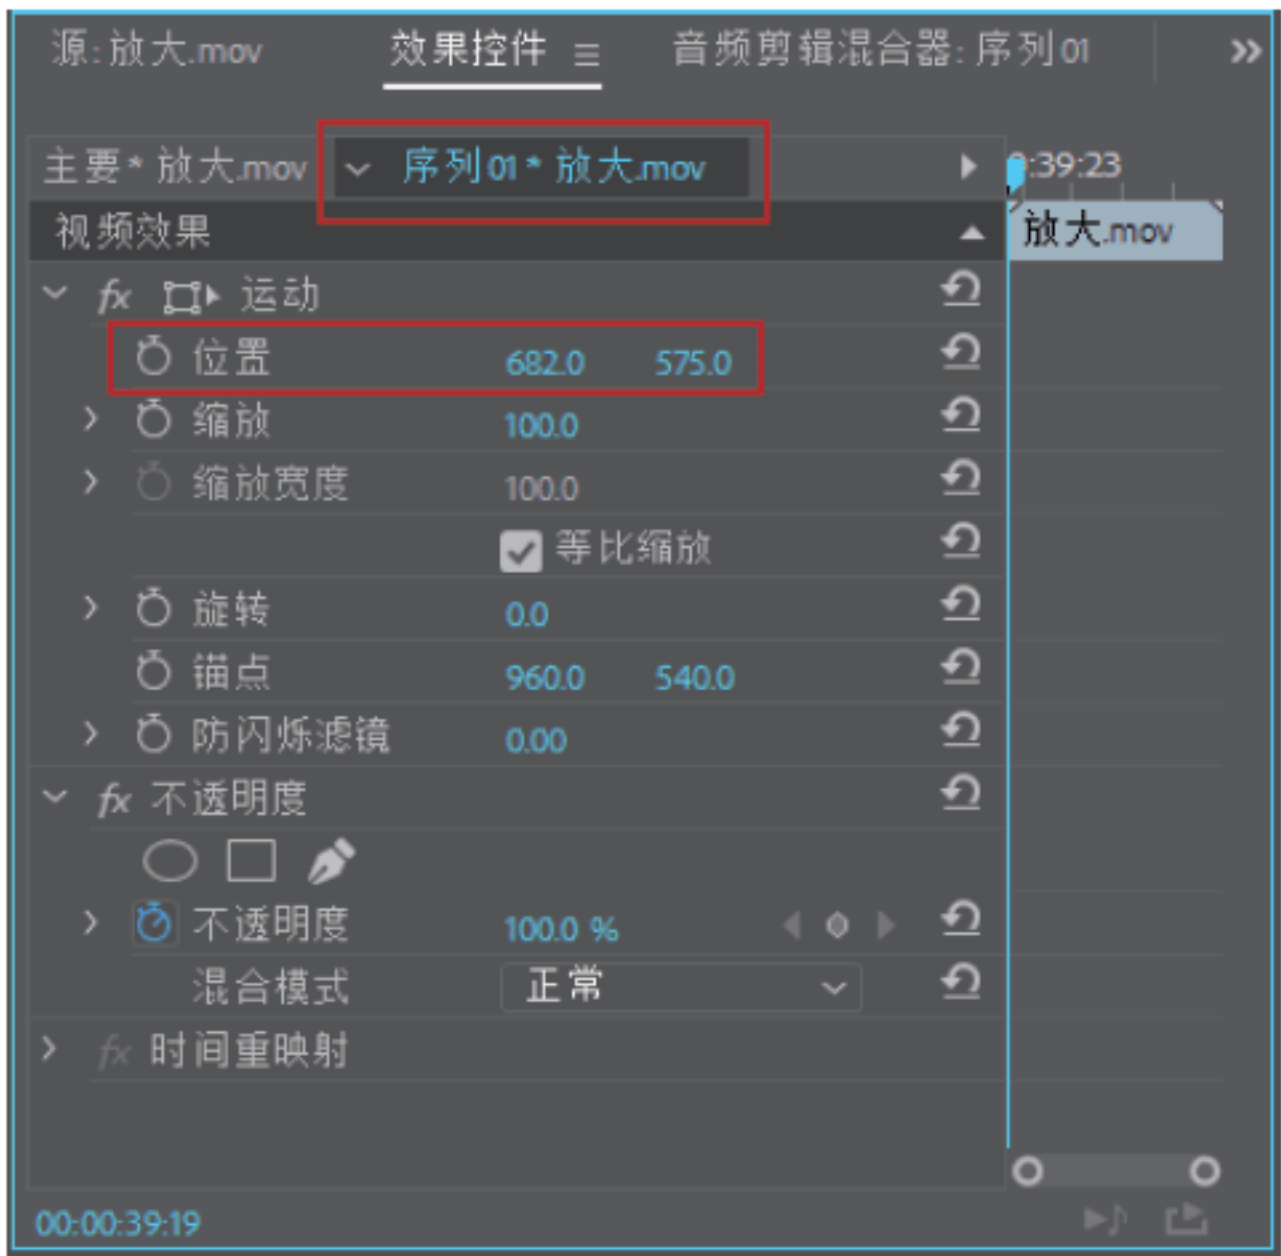 源: 放大.mov 效果控件 音频剪辑混合器: 序列 01
主要 * 放大.mov 序列 01 * 放大.mov :39:23
视频效果 放大.mov
fx 运动
位置 682.0 575.0
缩放 100.0
缩放宽度 100.0
等比缩放
旋转 0.0
锚点 960.0 540.0
防闪烁滤镜 0.00
fx 不透明度
不透明度 100.0 %
混合模式 正常
fx 时间重映射
00:00:39:19